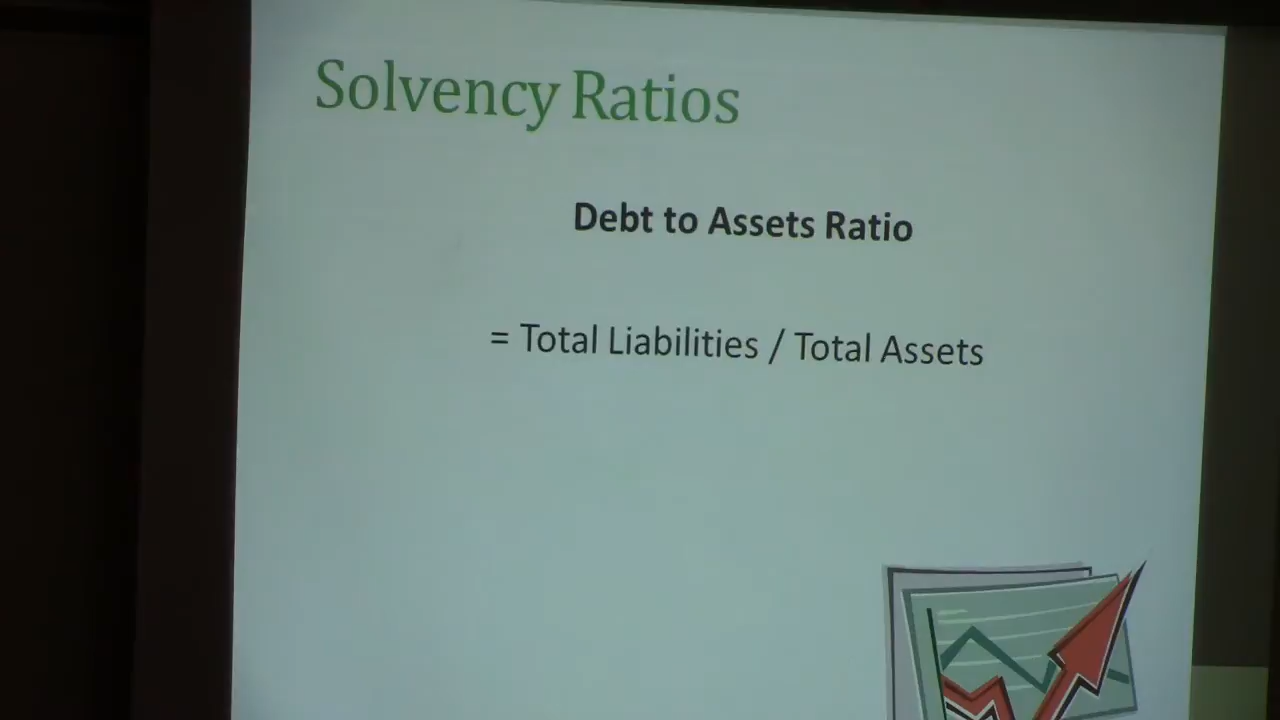 Solvency Ratios
Debt to Assets Ratio
= Total Liabilities / Total Assets